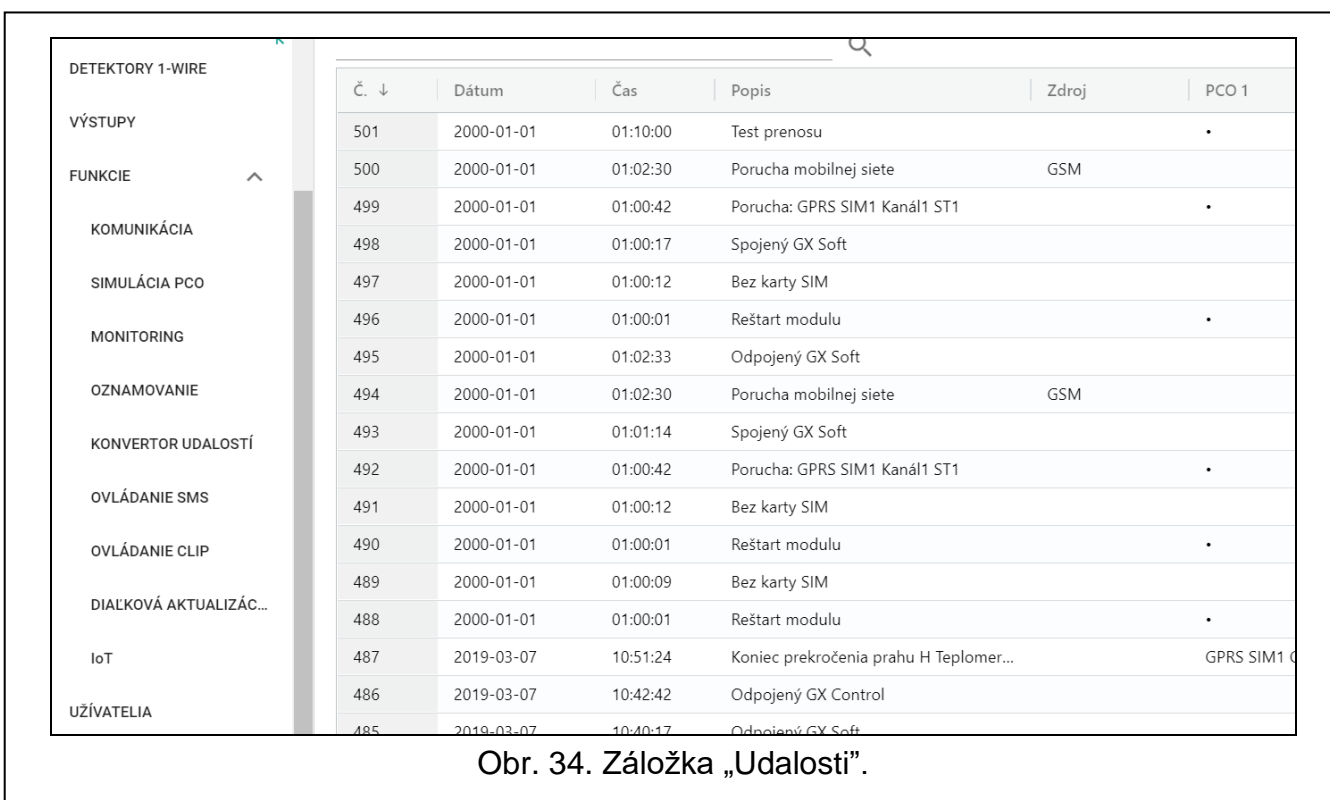 DETEKTORY 1-WIRE
VÝSTUPY
FUNKCIE
KOMUNIKÁCIA
SIMULÁCIA PCO
MONITORING
OZNAMOVANIE
KONVERTOR UDALOSTÍ
OVLÁDANIE SMS
OVLÁDANIE CLIP
DIAĽKOVÁ AKTUALIZÁC...
IoT
UŽÍVATELIA
Č. ↓ Dátum Čas Popis Zdroj PCO 1
501 2000-01-01 01:10:00 Test prenosu •
500 2000-01-01 01:02:30 Porucha mobilnej siete GSM
499 2000-01-01 01:00:42 Porucha: GPRS SIM1 Kanál1 ST1 •
498 2000-01-01 01:00:17 Spojený GX Soft
497 2000-01-01 01:00:12 Bez karty SIM
496 2000-01-01 01:00:01 Reštart modulu •
495 2000-01-01 01:02:33 Odpojený GX Soft
494 2000-01-01 01:02:30 Porucha mobilnej siete GSM
493 2000-01-01 01:01:14 Spojený GX Soft
492 2000-01-01 01:00:42 Porucha: GPRS SIM1 Kanál1 ST1 •
491 2000-01-01 01:00:12 Bez karty SIM
490 2000-01-01 01:00:01 Reštart modulu •
489 2000-01-01 01:00:09 Bez karty SIM
488 2000-01-01 01:00:01 Reštart modulu •
487 2019-03-07 10:51:24 Koniec prekročenia prahu H Teplomer... GPRS SIM1
486 2019-03-07 10:42:42 Odpojený GX Control
485 2019-03-07 10:40:17 Odpojený GX Soft
Obr. 34. Záložka „Udalosti”.